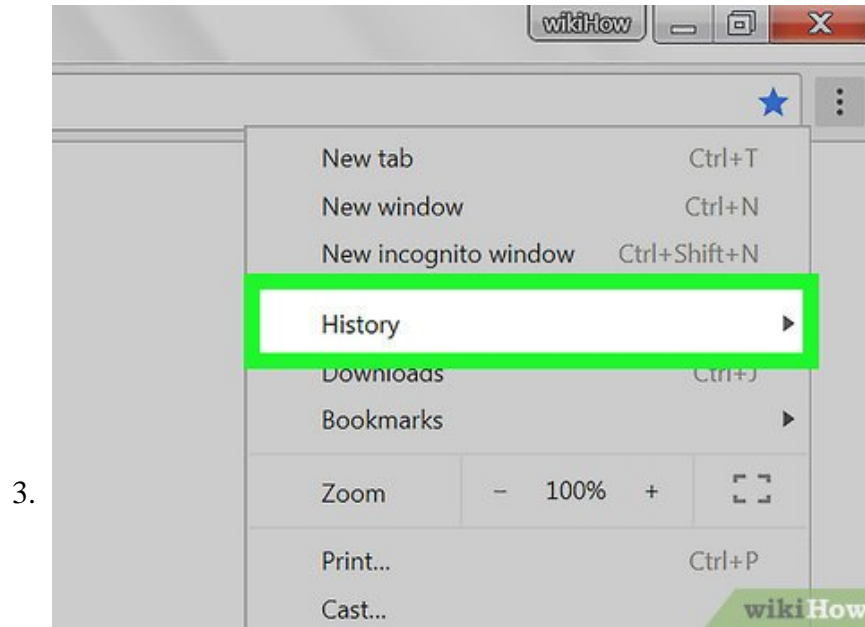 wikiHow
New tab Ctrl+T
New window Ctrl+N
New incognito window Ctrl+Shift+N
History
Downloads Ctrl+J
Bookmarks
3.
Zoom - 100% +
Print... Ctrl+P
Cast...
wikiHow